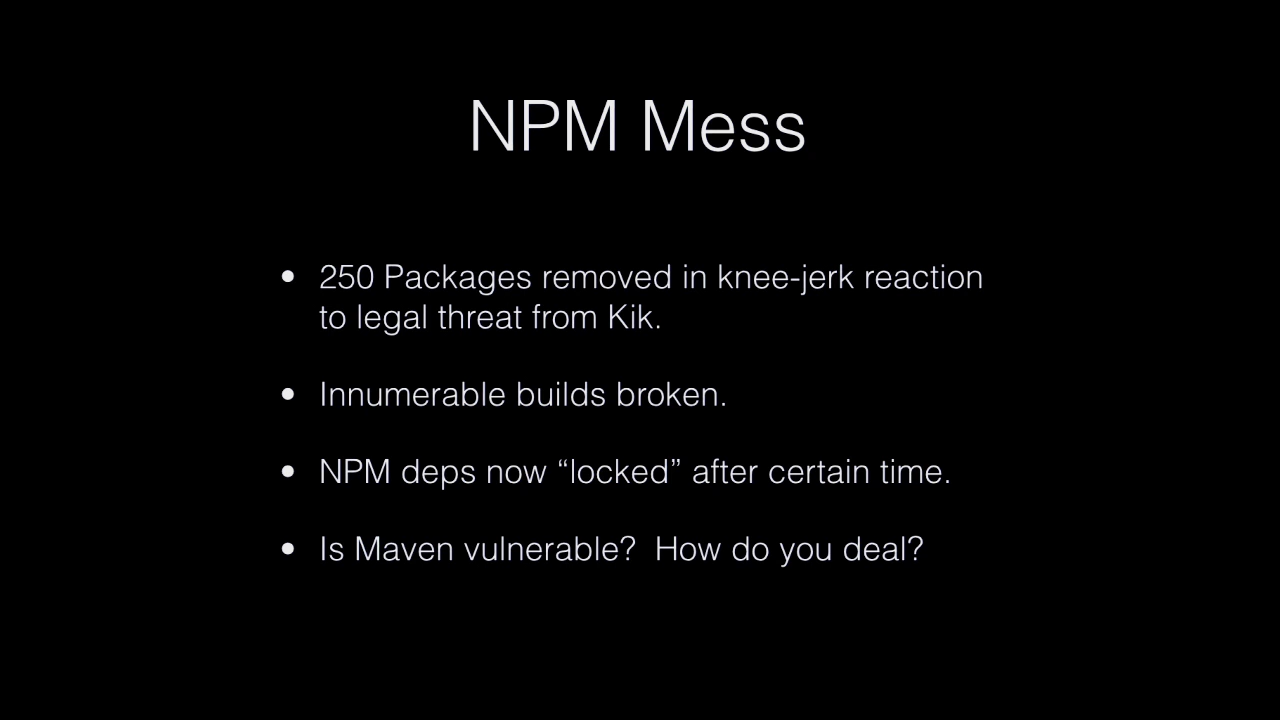 NPM Mess
• 250 Packages removed in knee-jerk reaction
to legal threat from Kik.
• Innumerable builds broken.
• NPM deps now “locked” after certain time.
• Is Maven vulnerable?  How do you deal?